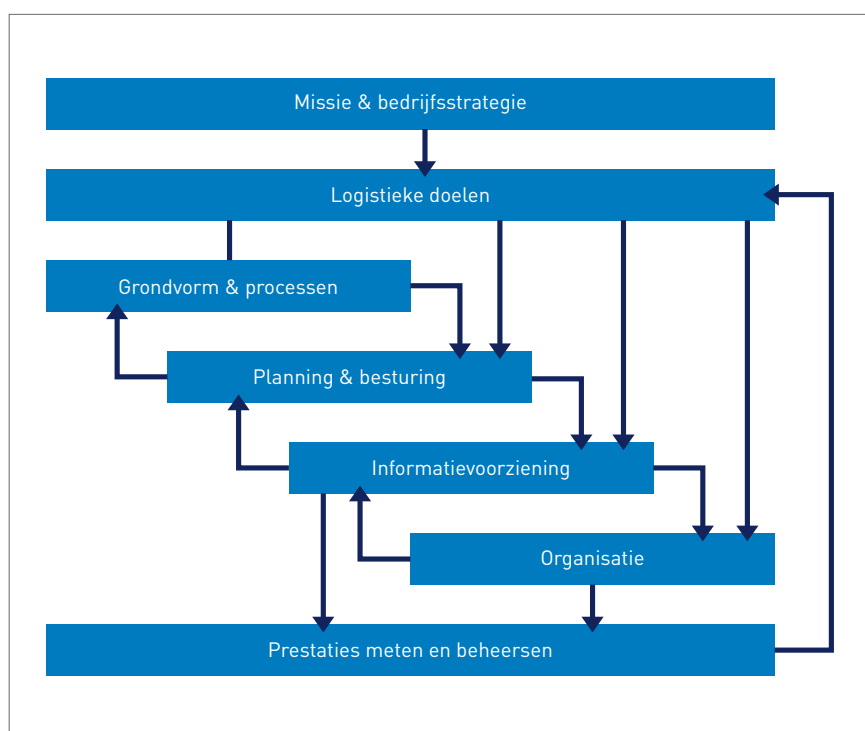 Missie & bedrijfsstrategie
Logistieke doelen
Grondvorm & processen
Planning & besturing
Informatievoorziening
Organisatie
Prestaties meten en beheersen